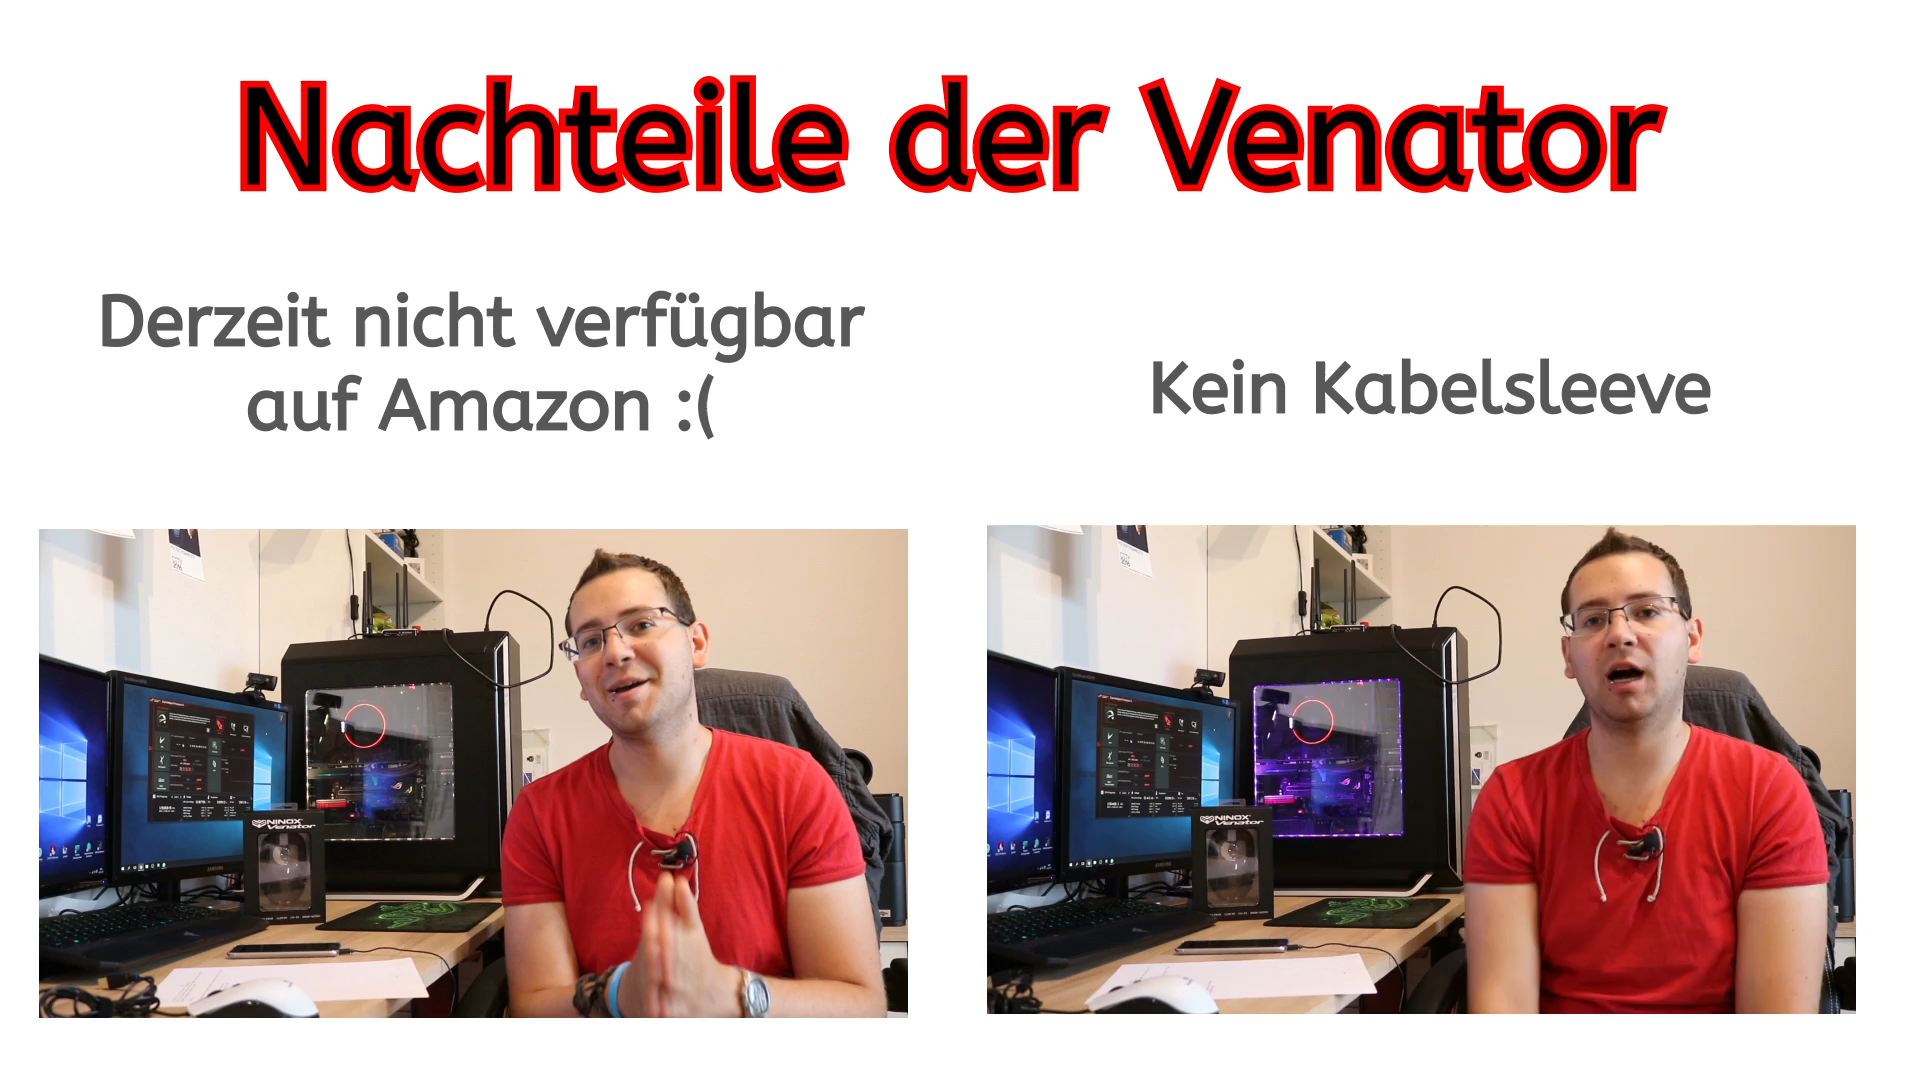 Nachteile der Venator
Derzeit nicht verfügbar
auf Amazon :(
Kein Kabelsleeve
NINOX
Venator
NINOX
Venator